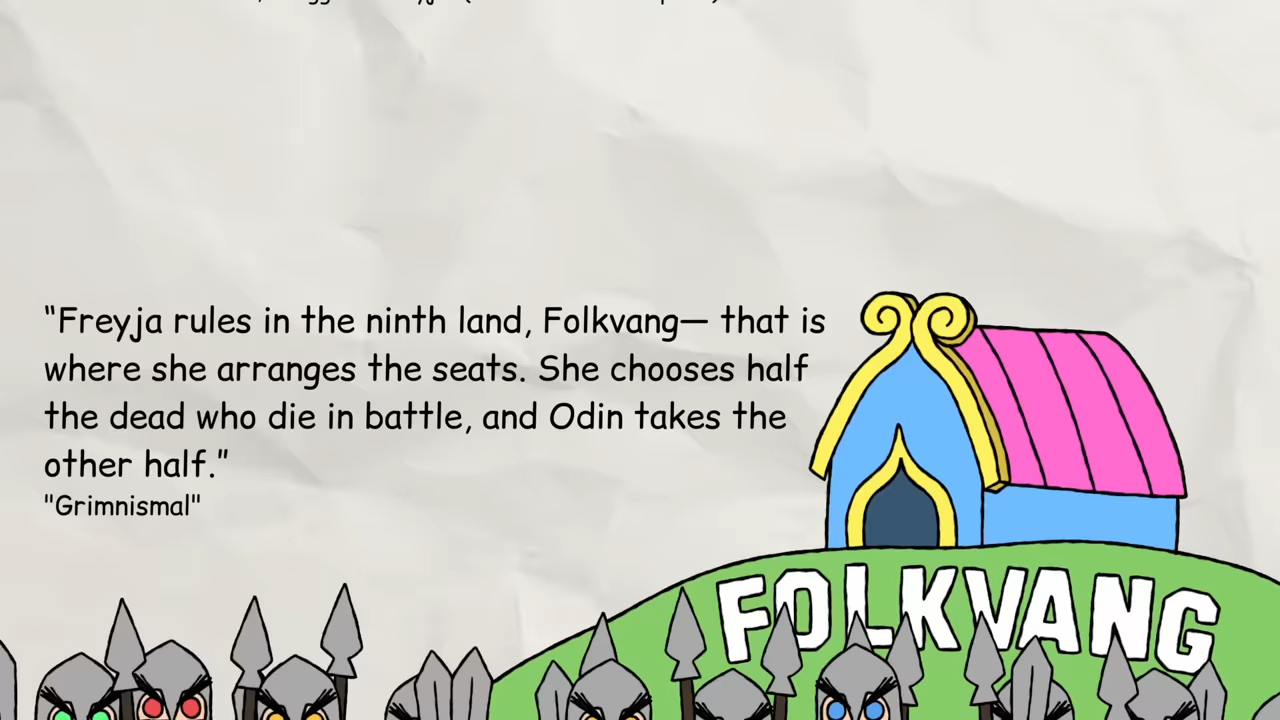 “Freyja rules in the ninth land, Folkvang— that is
where she arranges the seats. She chooses half
the dead who die in battle, and Odin takes the
other half.”
"Grimnismal"
FOLKVANG